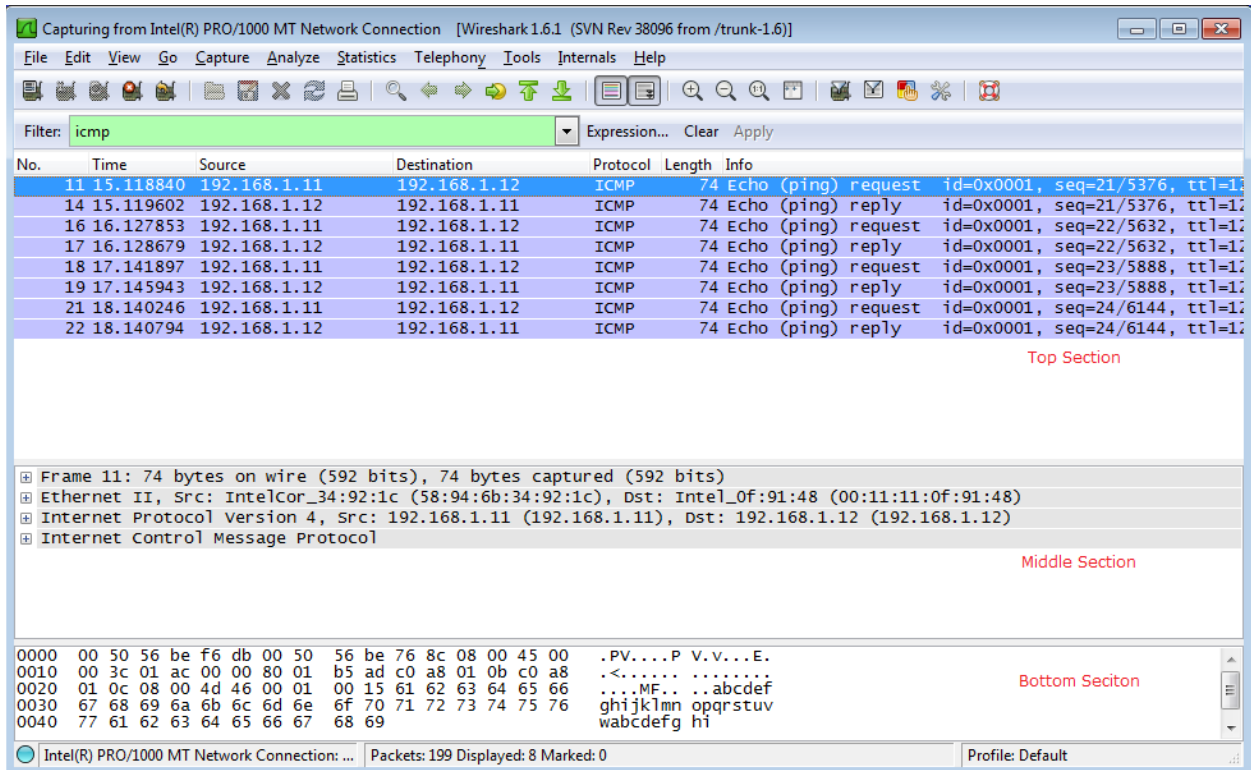 Capturing from Intel(R) PRO/1000 MT Network Connection [Wireshark 1.6.1 (SVN Rev 38096 from /trunk-1.6)]
File Edit View Go Capture Analyze Statistics Telephony Tools Internals Help
Filter: icmp Expression... Clear Apply
No. Time Source Destination Protocol Length Info
11 15.118840 192.168.1.11 192.168.1.12 ICMP 74 Echo (ping) request id=0x0001, seq=21/5376, ttl=12
14 15.119602 192.168.1.12 192.168.1.11 ICMP 74 Echo (ping) reply id=0x0001, seq=21/5376, ttl=12
16 16.127853 192.168.1.11 192.168.1.12 ICMP 74 Echo (ping) request id=0x0001, seq=22/5632, ttl=12
17 16.128679 192.168.1.12 192.168.1.11 ICMP 74 Echo (ping) reply id=0x0001, seq=22/5632, ttl=12
18 17.141897 192.168.1.11 192.168.1.12 ICMP 74 Echo (ping) request id=0x0001, seq=23/5888, ttl=12
19 17.145943 192.168.1.12 192.168.1.11 ICMP 74 Echo (ping) reply id=0x0001, seq=23/5888, ttl=12
21 18.140246 192.168.1.11 192.168.1.12 ICMP 74 Echo (ping) request id=0x0001, seq=24/6144, ttl=12
22 18.140794 192.168.1.12 192.168.1.11 ICMP 74 Echo (ping) reply id=0x0001, seq=24/6144, ttl=12
Top Section
Frame 11: 74 bytes on wire (592 bits), 74 bytes captured (592 bits)
Ethernet II, Src: IntelCor_34:92:1c (58:94:6b:34:92:1c), Dst: Intel_0f:91:48 (00:11:11:0f:91:48)
Internet Protocol Version 4, Src: 192.168.1.11 (192.168.1.11), Dst: 192.168.1.12 (192.168.1.12)
Internet Control Message Protocol
Middle Section
0000 00 50 56 be f6 db 00 50 56 be 76 8c 08 00 45 00 .PV....P V.v...E.
0010 00 3c 01 ac 00 00 80 01 b5 ad c0 a8 01 0b c0 a8 .<...... ........
0020 01 0c 08 00 4d 46 00 01 00 15 61 62 63 64 65 66 ....MF.. ..abcdef
0030 67 68 69 6a 6b 6c 6d 6e 6f 70 71 72 73 74 75 76 ghijklmn opqrstuv
0040 77 61 62 63 64 65 66 67 68 69 wabcdefg hi
Bottom Seciton
Intel(R) PRO/1000 MT Network Connection: ... Packets: 199 Displayed: 8 Marked: 0 Profile: Default